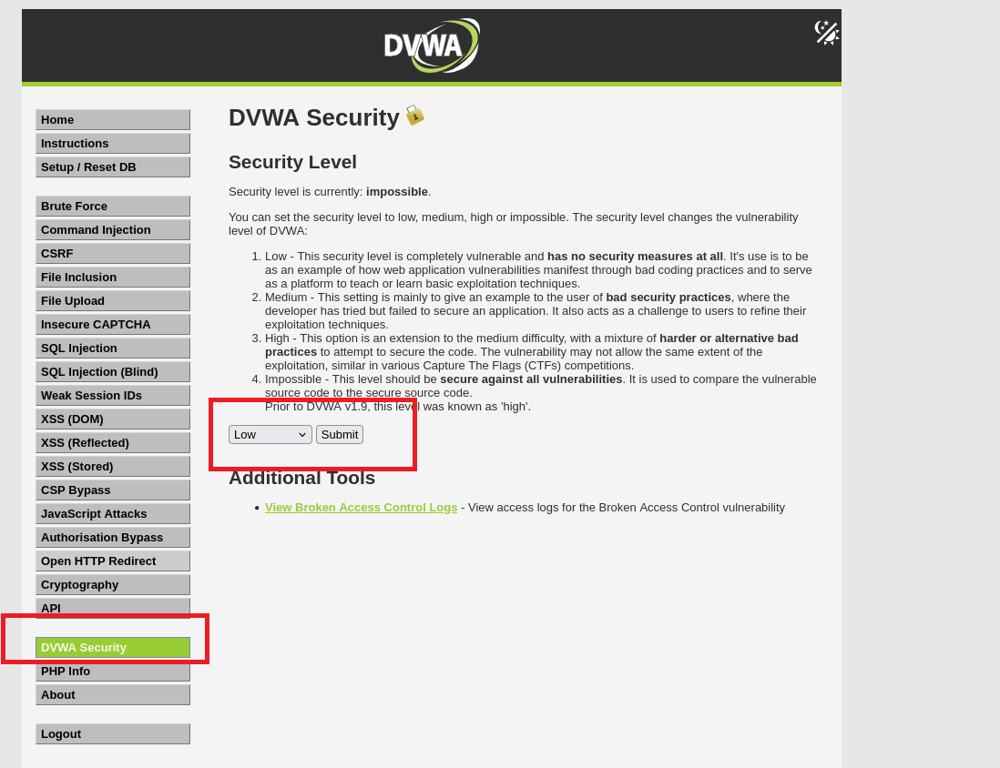 DVWA
Home
Instructions
Setup / Reset DB
Brute Force
Command Injection
CSRF
File Inclusion
File Upload
Insecure CAPTCHA
SQL Injection
SQL Injection (Blind)
Weak Session IDs
XSS (DOM)
XSS (Reflected)
XSS (Stored)
CSP Bypass
JavaScript Attacks
Authorisation Bypass
Open HTTP Redirect
Cryptography
API
DVWA Security
PHP Info
About
Logout
DVWA Security
Security Level
Security level is currently: impossible.
You can set the security level to low, medium, high or impossible. The security level changes the vulnerability
level of DVWA:
1. Low - This security level is completely vulnerable and has no security measures at all. It's use is to be
as an example of how web application vulnerabilities manifest through bad coding practices and to serve
as a platform to teach or learn basic exploitation techniques.
2. Medium - This setting is mainly to give an example to the user of bad security practices, where the
developer has tried but failed to secure an application. It also acts as a challenge to users to refine their
exploitation techniques.
3. High - This option is an extension to the medium difficulty, with a mixture of harder or alternative bad
practices to attempt to secure the code. The vulnerability may not allow the same extent of the
exploitation, similar in various Capture The Flags (CTFs) competitions.
4. Impossible - This level should be secure against all vulnerabilities. It is used to compare the vulnerable
source code to the secure source code.
Prior to DVWA v1.9, this level was known as 'high'.
Low Submit
Additional Tools
• View Broken Access Control Logs - View access logs for the Broken Access Control vulnerability